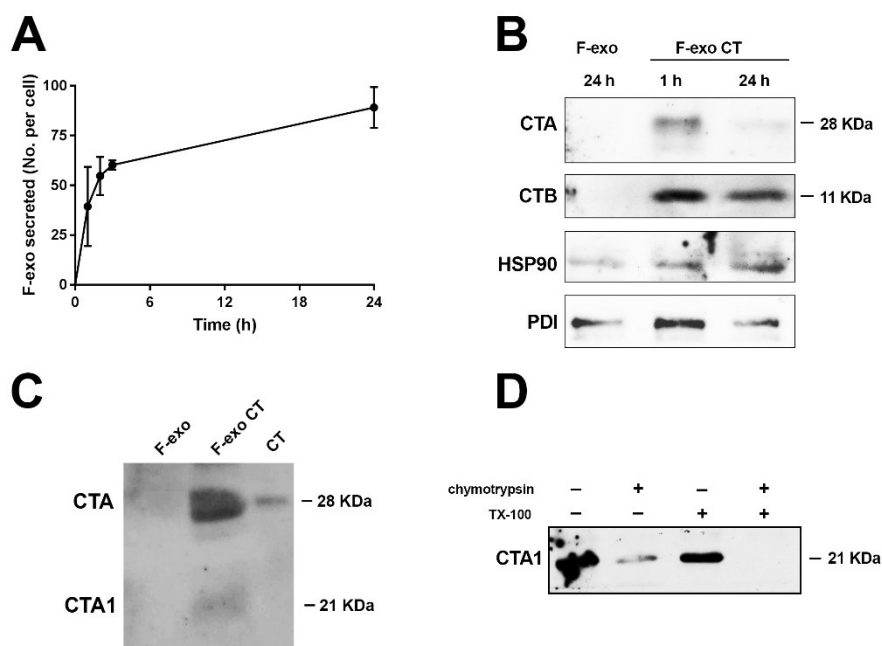 A
F-exo secreted (No. per cell)
100
75
50
25
0
0 6 12 18 24
Time (h)
B
F-exo F-exo CT
24 h 1 h 24 h
CTA – 28 KDa
CTB – 11 KDa
HSP90
PDI
C
F-exo F-exo CT CT
CTA – 28 KDa
CTA1 – 21 KDa
D
chymotrypsin – + – +
TX-100 – – + +
CTA1 – 21 KDa